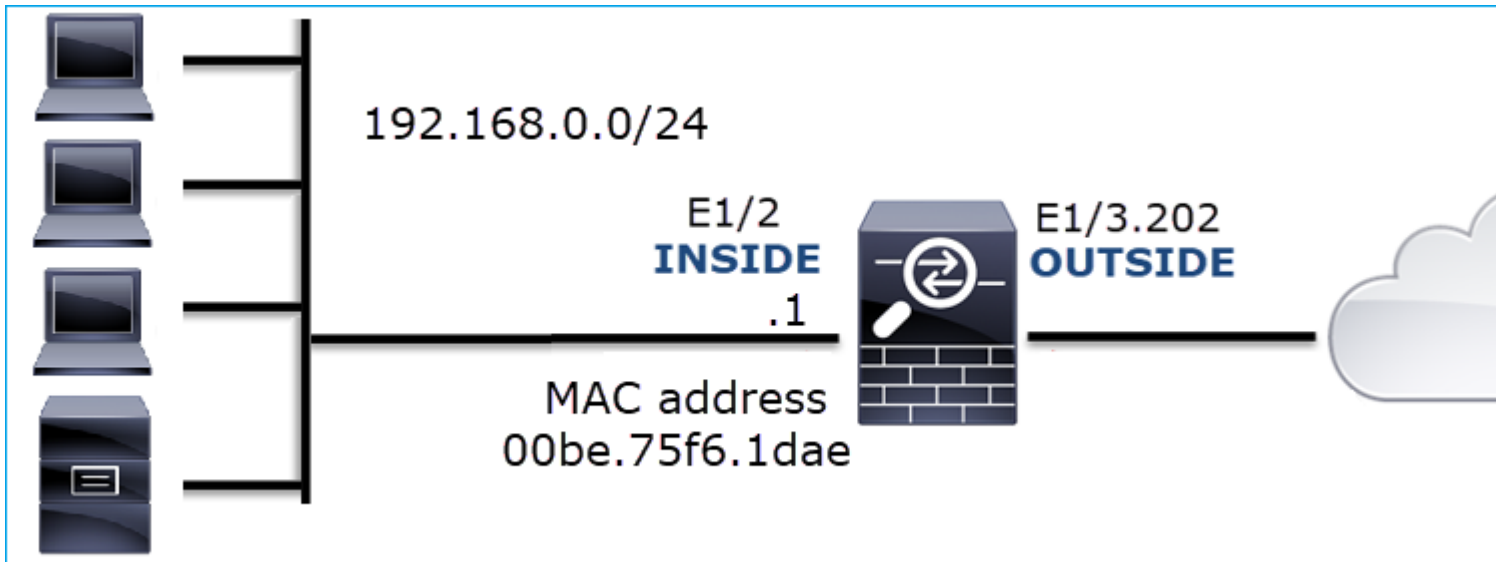 192.168.0.0/24
E1/2
INSIDE
.1
E1/3.202
OUTSIDE
MAC address
00be.75f6.1dae